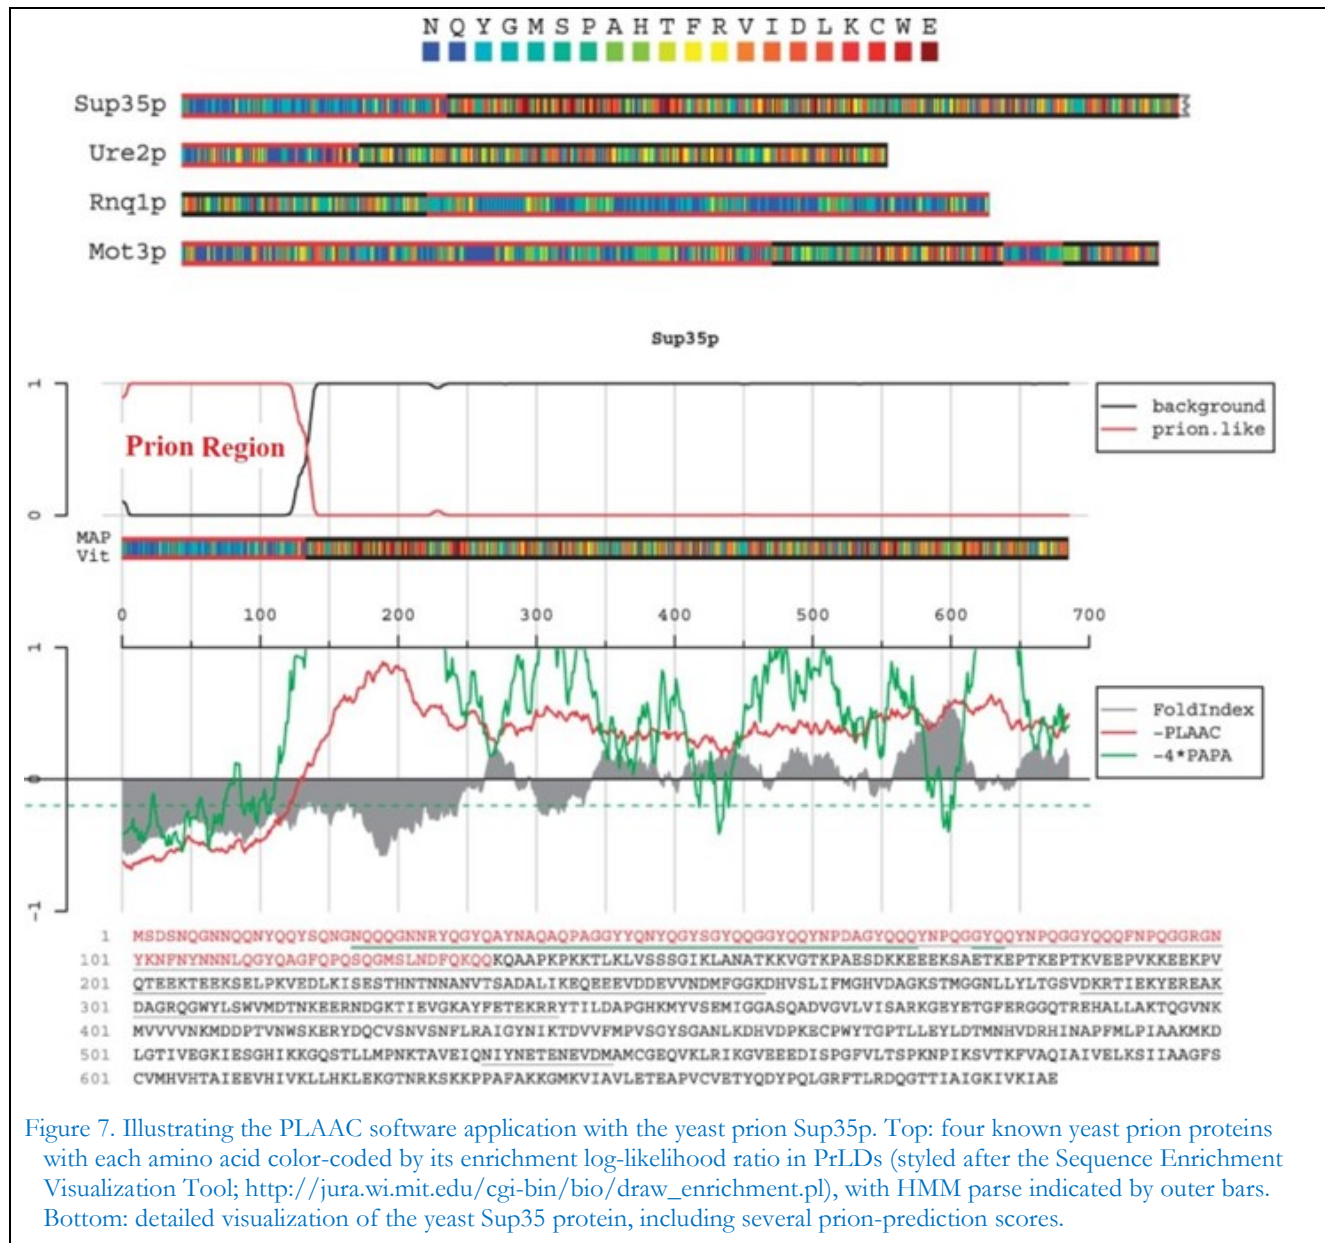 N Q Y G M S P A H T F R V I D L K C W E
Sup35p
Ure2p
Rnq1p
Mot3p
Sup35p
1
0
Prion Region
background
prion.like
MAP
Vit
0 100 200 300 400 500 600 700
1
0
-1
FoldIndex
-PLAAC
-4*PAPA
1 MSDSNQGNNQQNYQQYSQNGNQQQGNNRYQGYQAYNAQAQPAGGYYQNYQGYSGYQQGGYQQYNPDAGYQQQYNPQGGYQQYNPQGGYQQQFNPQGGRGN
101 YKNFNYNNNLQGYQAGFQPQSQGMSLNDFQKQQKQAAPKPKKTLKLVSSSGIKLANATKKVGTKPAESDKKEEEKSAETKEPTKEPTKVEEPVKKEEKPV
201 QTEEKTEEKSELPKVEDLKISESTHNTNNANVTSADALIKEQEEEVDDEVVNDMFGGKDHVSLIFMGHVDAGKSTMGGNLLYLTGSVDKRTIEKYEREAK
301 DAGRQGWYLSWVMDTNKEERNDGKTIEVGKAYFETEKRRYTILDAPGHKMYVSEMIGGASQADVGVLVISARKGEYETGFERGGQTREHALLAKTQGVNK
401 MVVVVNKMDDPTVNWSKERYDQCVSNVSNFLRAIGYNIKTDVVFMPVSGYSGANLKDHVDPKECPWYTGPTLLEYLDTMNHVDRHINAPFMLPIAAKMKD
501 LGTIVEGKIESGHIKKGQSTLLMPNKTAVEIQNIYNETENEVDMAMCGEQVKLRIKGVEEEDISPGFVLTSPKNPIKSVTKFVAQIAIVELKSIIAAGFS
601 CVMHVHTAIEEVHIVKLLHKLEKGTNRKSKKPPAFAKKGMKVIAVLETEAPVCVETYQDYPQLGRFTLRDQGTTIAIGKIVKIAE
Figure 7. Illustrating the PLAAC software application with the yeast prion Sup35p. Top: four known yeast prion proteins
with each amino acid color-coded by its enrichment log-likelihood ratio in PrLDs (styled after the Sequence Enrichment
Visualization Tool; http://jura.wi.mit.edu/cgi-bin/bio/draw_enrichment.pl), with HMM parse indicated by outer bars.
Bottom: detailed visualization of the yeast Sup35 protein, including several prion-prediction scores.